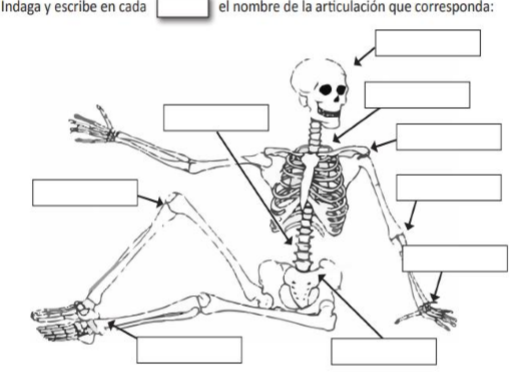 Indaga y escribe en cada el nombre de la articulación que corresponda: